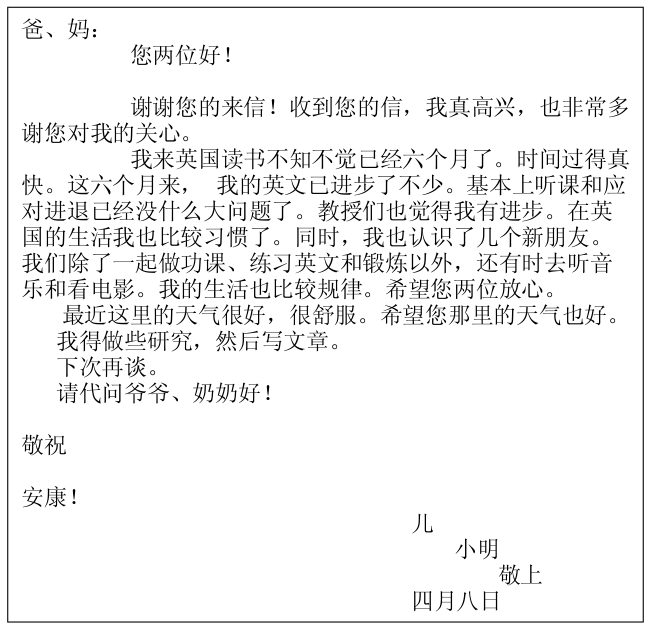 爸、妈：
您两位好！
谢谢您的来信！收到您的信，我真高兴，也非常多
谢您对我的关心。
我来英国读书不知不觉已经六个月了。时间过得真
快。这六个月来， 我的英文已进步了不少。基本上听课和应
对进退已经没什么大问题了。教授们也觉得我有进步。在英
国的生活我也比较习惯了。同时，我也认识了几个新朋友。
我们除了一起做功课、练习英文和锻炼以外，还有时去听音
乐和看电影。我的生活也比较规律。希望您两位放心。
最近这里的天气很好，很舒服。希望您那里的天气也好。
我得做些研究，然后写文章。
下次再谈。
请代问爷爷、奶奶好！
敬祝
安康！
儿
小明
敬上
四月八日